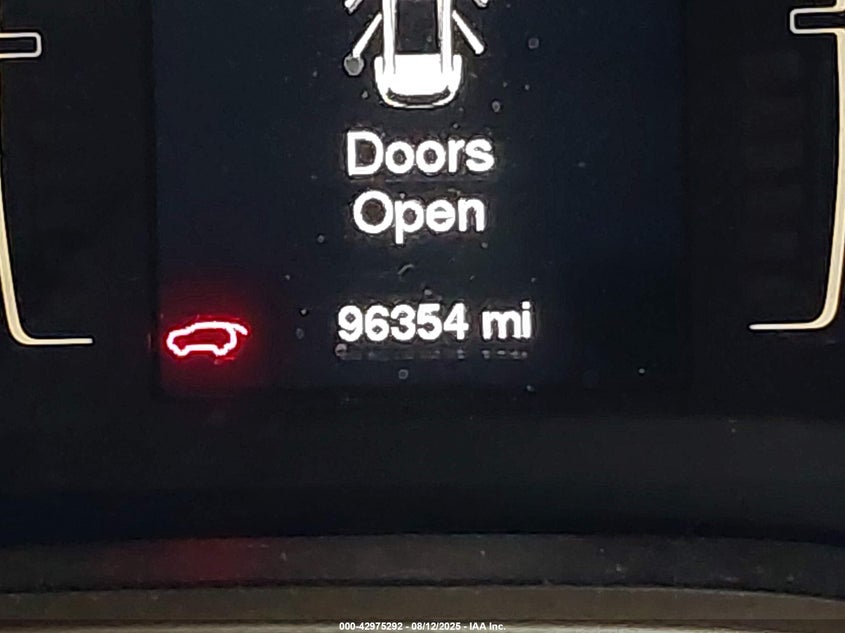 Doors
Open
96354 mi
000-42975292 - 08/12/2025 - IAA Inc.